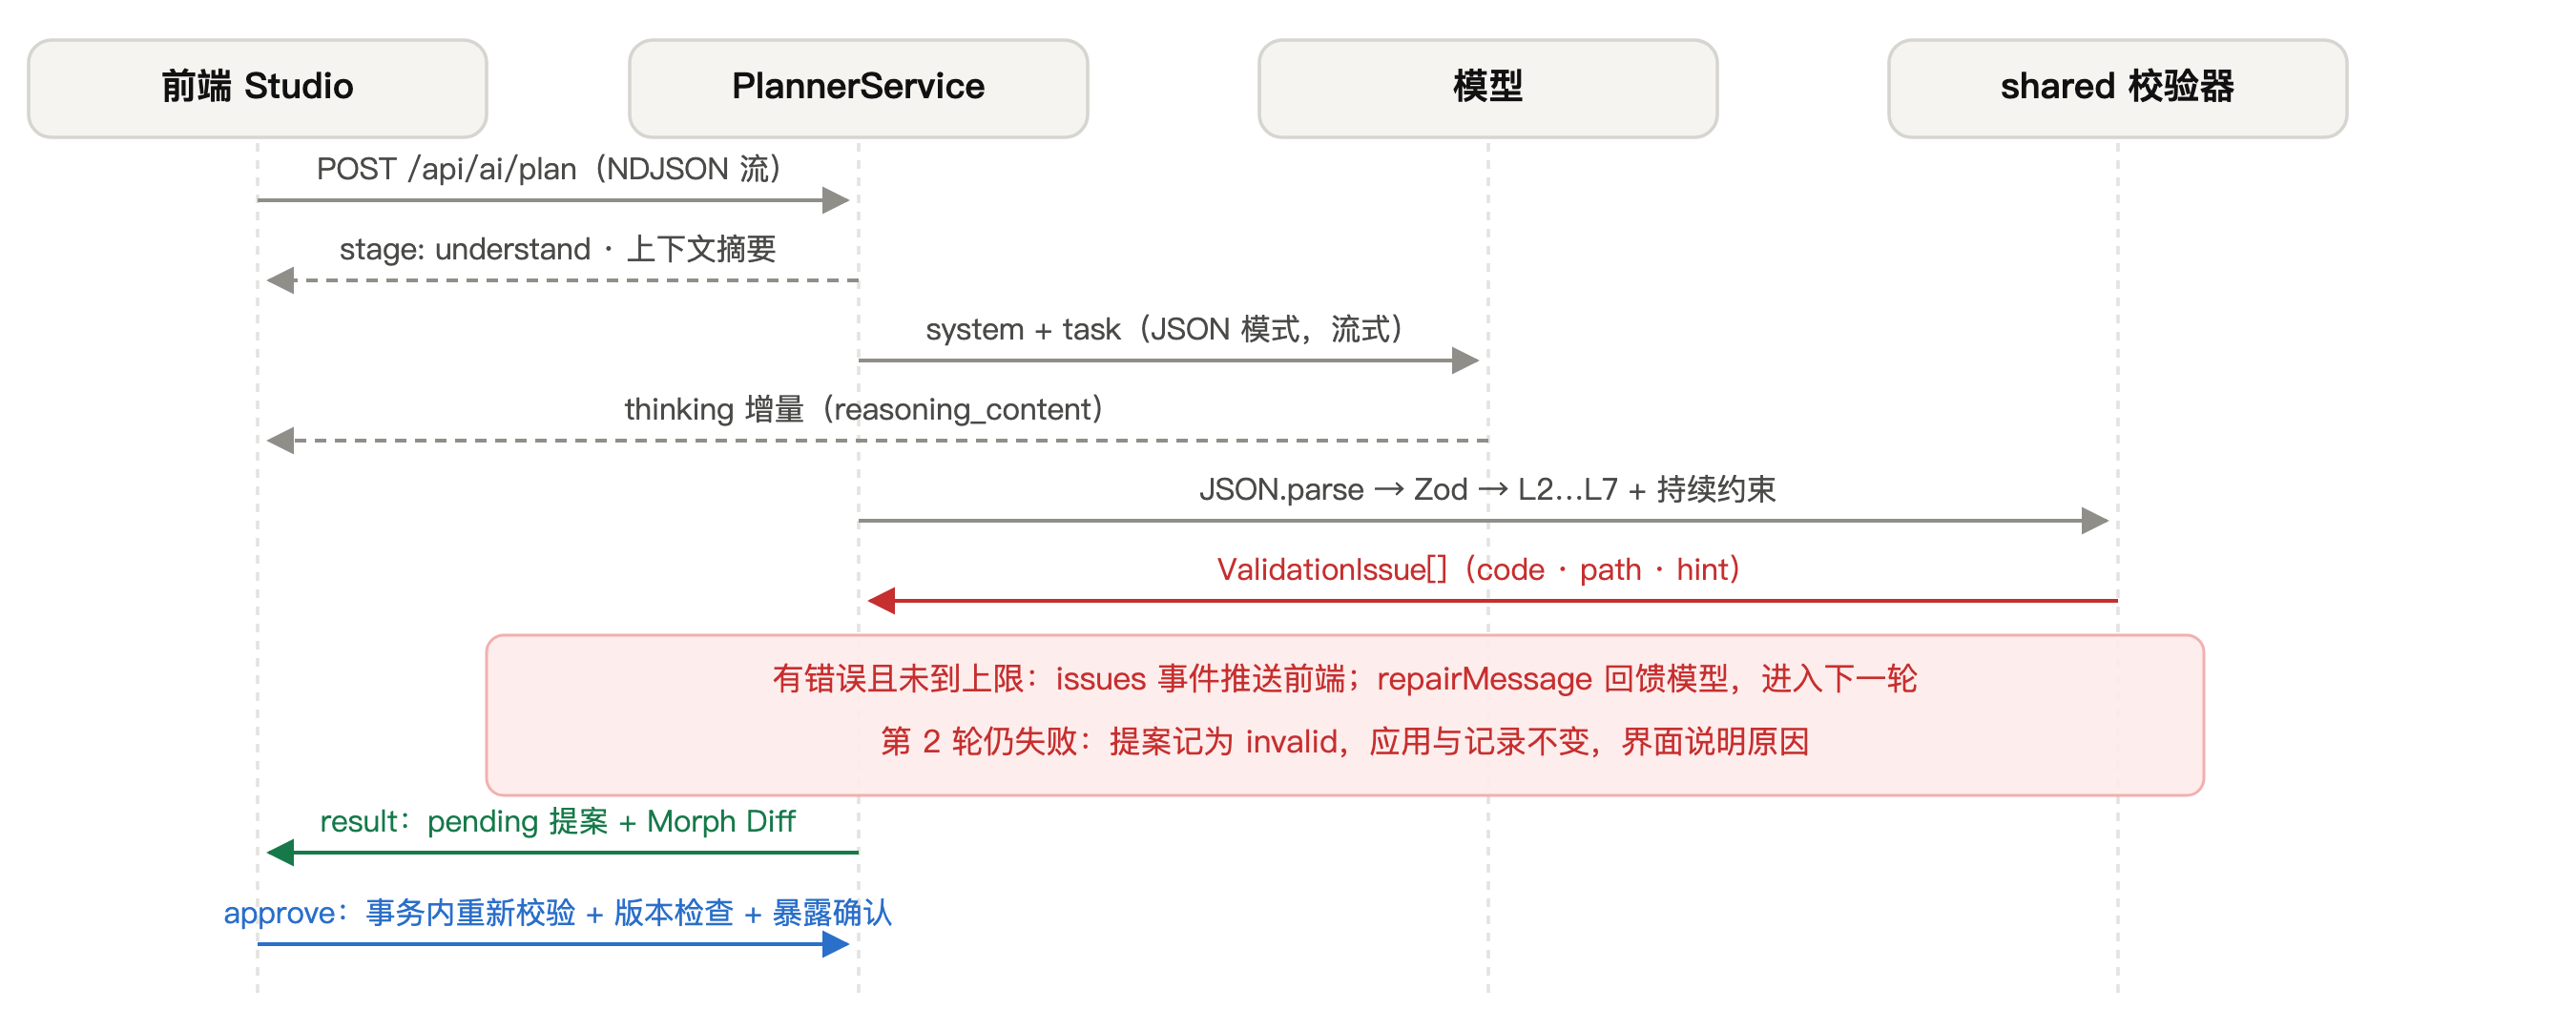 前端 Studio
PlannerService
模型
shared 校验器
POST /api/ai/plan（NDJSON 流）
stage: understand · 上下文摘要
system + task（JSON 模式，流式）
thinking 增量（reasoning_content）
JSON.parse → Zod → L2…L7 + 持续约束
ValidationIssue[]（code · path · hint）
有错误且未到上限：issues 事件推送前端；repairMessage 回馈模型，进入下一轮
第 2 轮仍失败：提案记为 invalid，应用与记录不变，界面说明原因
result：pending 提案 + Morph Diff
approve：事务内重新校验 + 版本检查 + 暴露确认